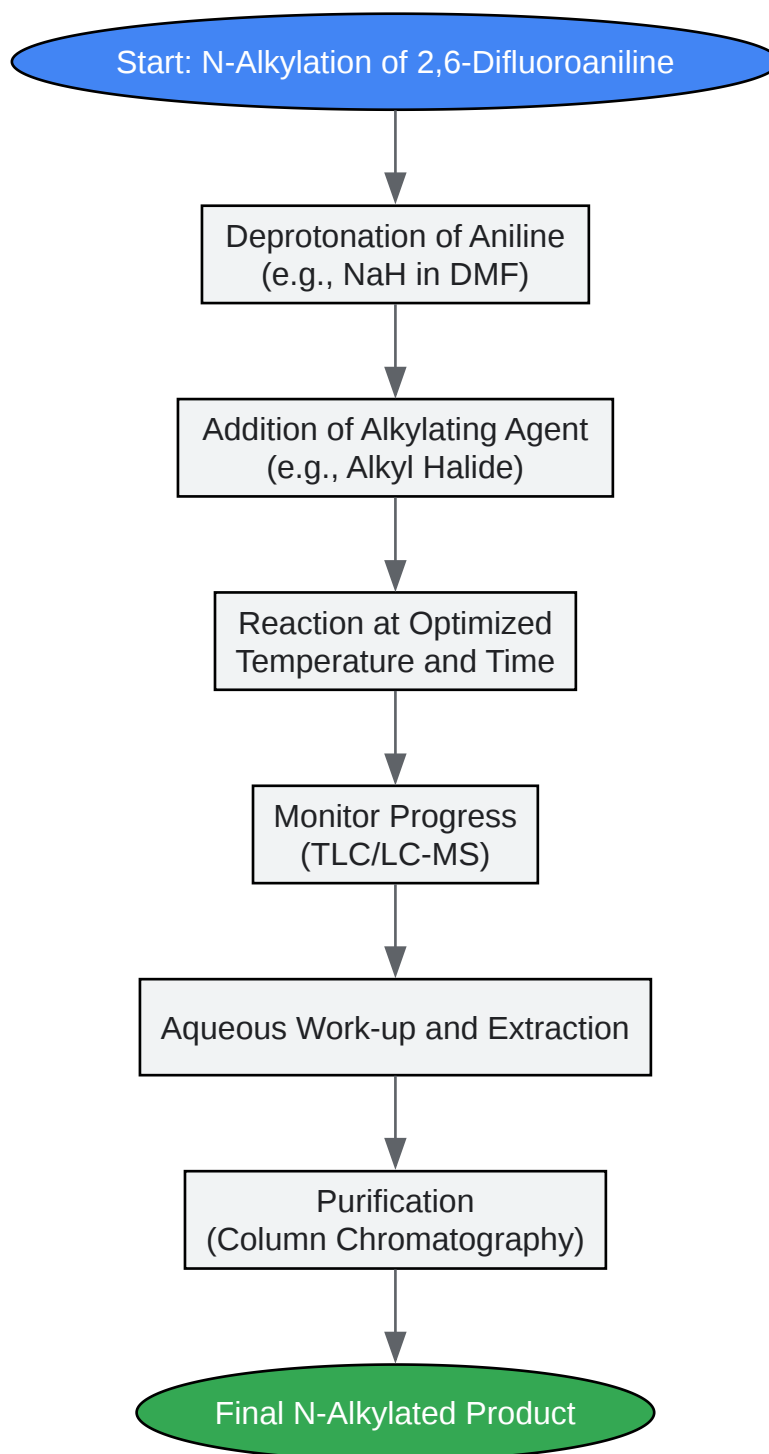 Start: N-Alkylation of 2,6-Difluoroaniline
Deprotonation of Aniline
(e.g., NaH in DMF)
Addition of Alkylating Agent
(e.g., Alkyl Halide)
Reaction at Optimized
Temperature and Time
Monitor Progress
(TLC/LC-MS)
Aqueous Work-up and Extraction
Purification
(Column Chromatography)
Final N-Alkylated Product